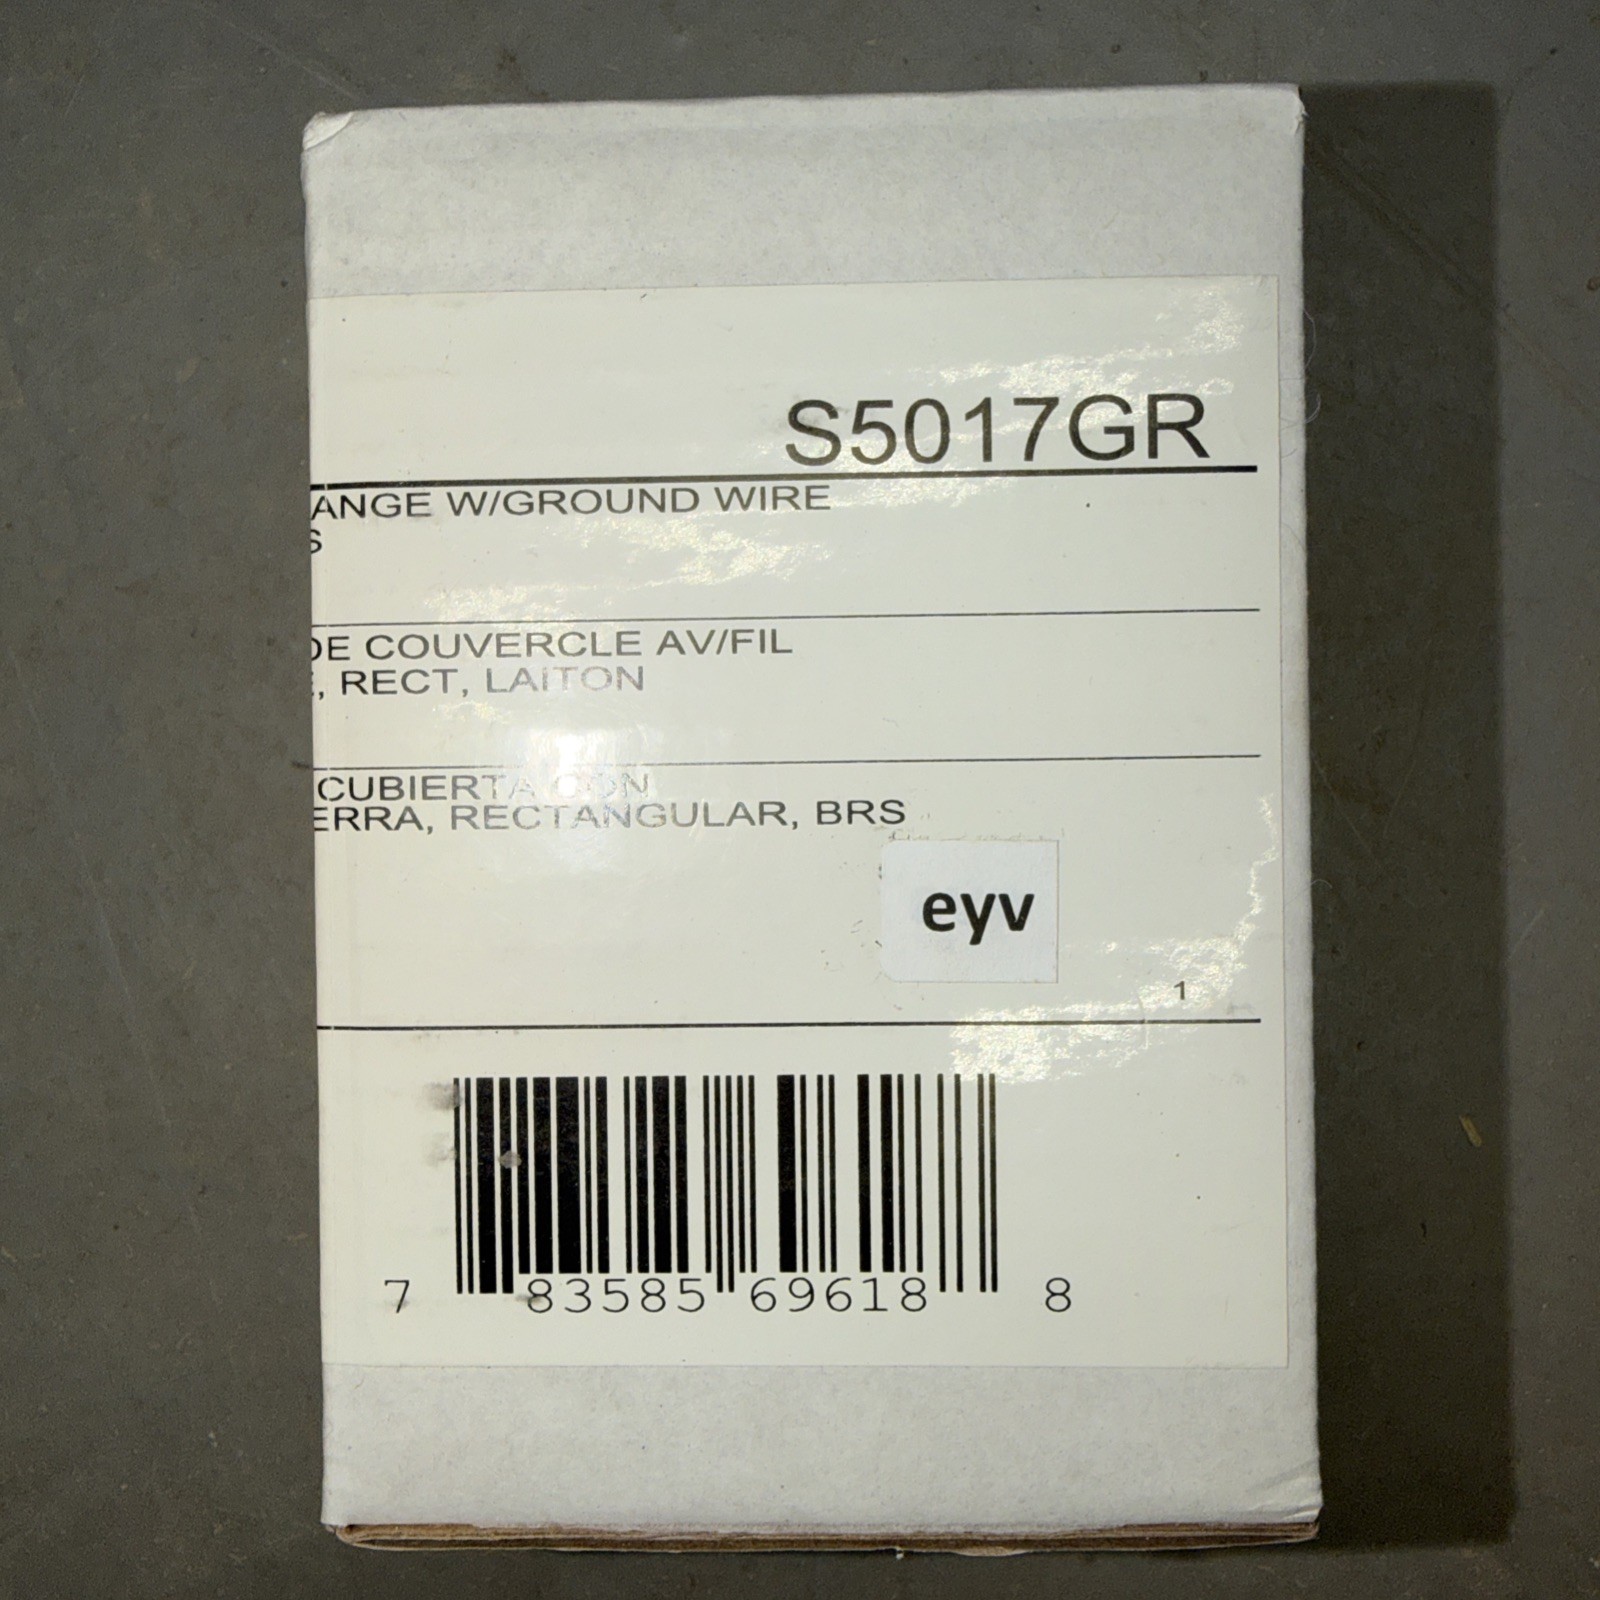 S5017GR
ANGE W/GROUND WIRE
S
DE COUVERCLE AV/FIL
E, RECT, LAITON
CUBIERTA CON
ERRA, RECTANGULAR, BRS
eyv
1
7 83585 69618 8